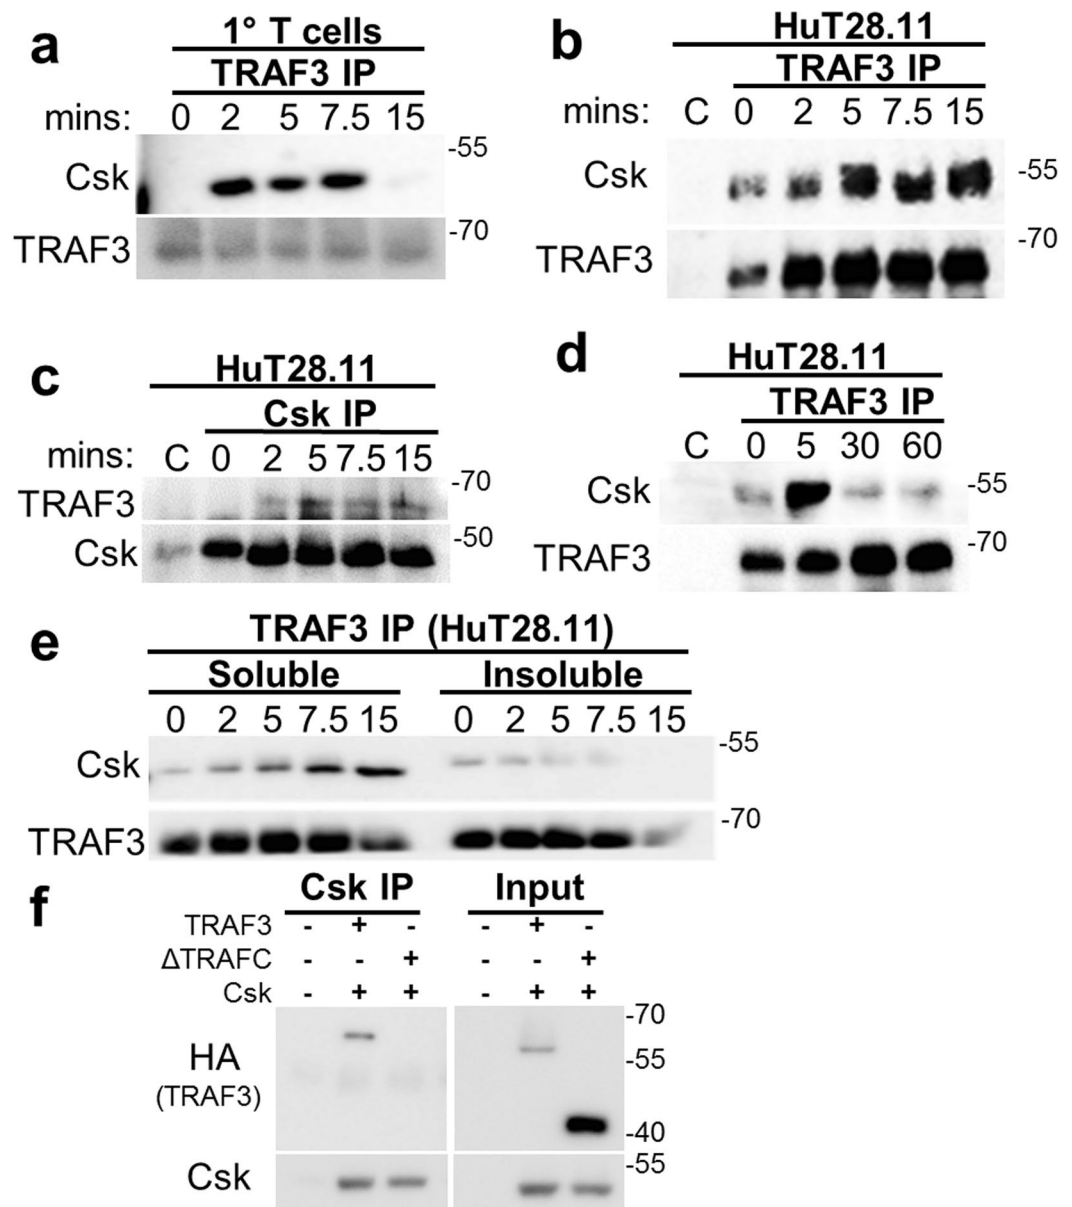 a
1° T cells
TRAF3 IP
mins: 0 2 5 7.5 15
Csk
-55
TRAF3
-70
b
HuT28.11
TRAF3 IP
mins: C 0 2 5 7.5 15
Csk
-55
TRAF3
-70
c
HuT28.11
Csk IP
mins: C 0 2 5 7.5 15
TRAF3
-70
Csk
-50
d
HuT28.11
TRAF3 IP
C 0 5 30 60
Csk
-55
TRAF3
-70
e
TRAF3 IP (HuT28.11)
Soluble Insoluble
0 2 5 7.5 15 0 2 5 7.5 15
Csk
-55
TRAF3
-70
f
Csk IP Input
TRAF3 - + - - + -
ΔTRAFC - - + - - +
Csk - + + - + +
-70
HA
-55
(TRAF3)
-40
Csk
-55